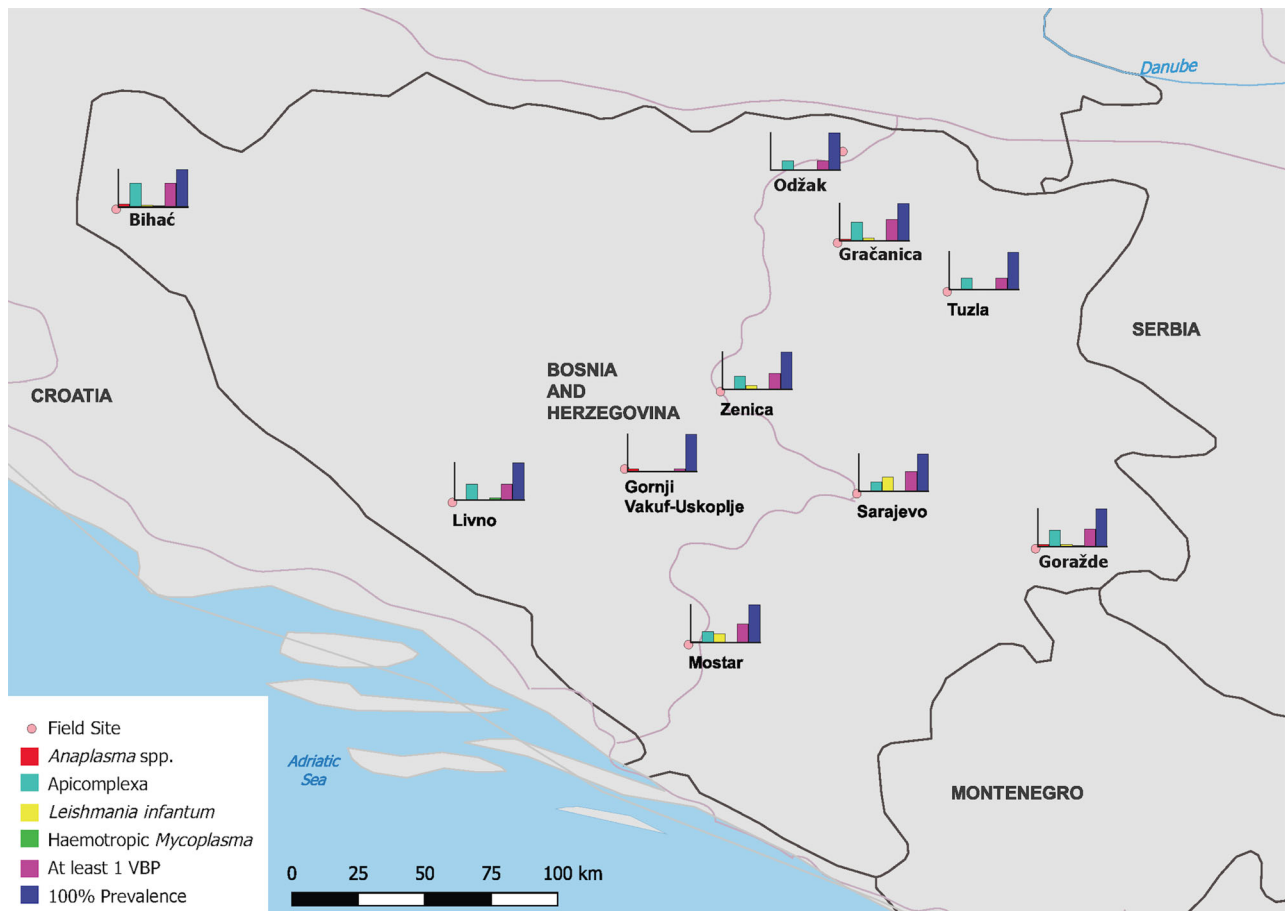 Danube
Odžak
Bihać
Gračanica
Tuzla
SERBIA
BOSNIA
AND
HERZEGOVINA
CROATIA
Zenica
Gornji
Vakuf-Uskoplje
Livno
Sarajevo
Goražde
Mostar
Adriatic
Sea
MONTENEGRO
Field Site
Anaplasma spp.
Apicomplexa
Leishmania infantum
Haemotropic Mycoplasma
At least 1 VBP
100% Prevalence
0 25 50 75 100 km